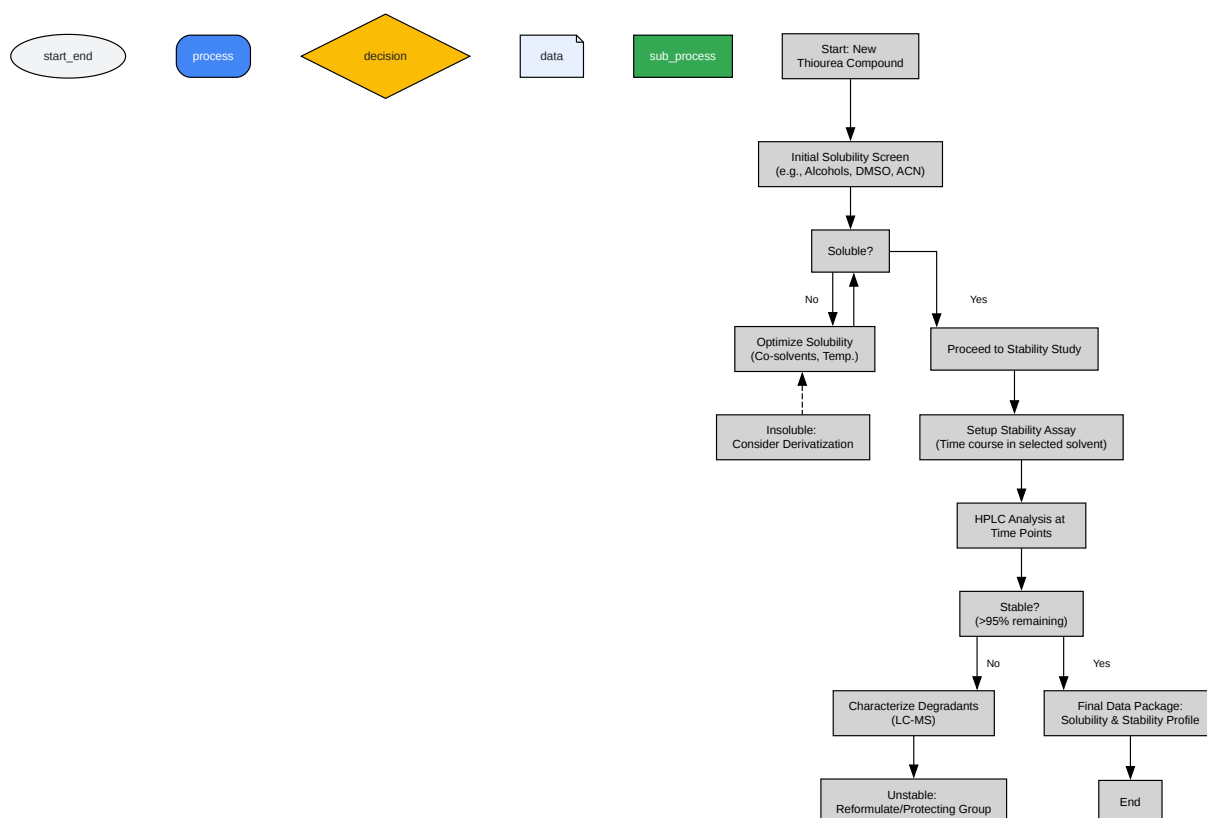 start_end
process
decision
data
sub_process
Start: New
Thiourea Compound
Initial Solubility Screen
(e.g., Alcohols, DMSO, ACN)
Soluble?
No
Yes
Optimize Solubility
(Co-solvents, Temp.)
Proceed to Stability Study
Insoluble:
Consider Derivatization
Setup Stability Assay
(Time course in selected solvent)
HPLC Analysis at
Time Points
Stable?
(>95% remaining)
No
Yes
Characterize Degradants
(LC-MS)
Final Data Package:
Solubility & Stability Profile
Unstable:
Reformulate/Protecting Group
End